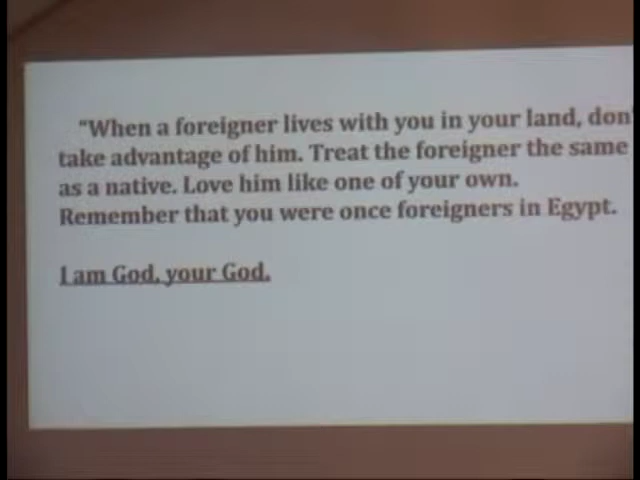 "When a foreigner lives with you in your land, don'
take advantage of him. Treat the foreigner the same
as a native. Love him like one of your own.
Remember that you were once foreigners in Egypt.
I am God, your God.